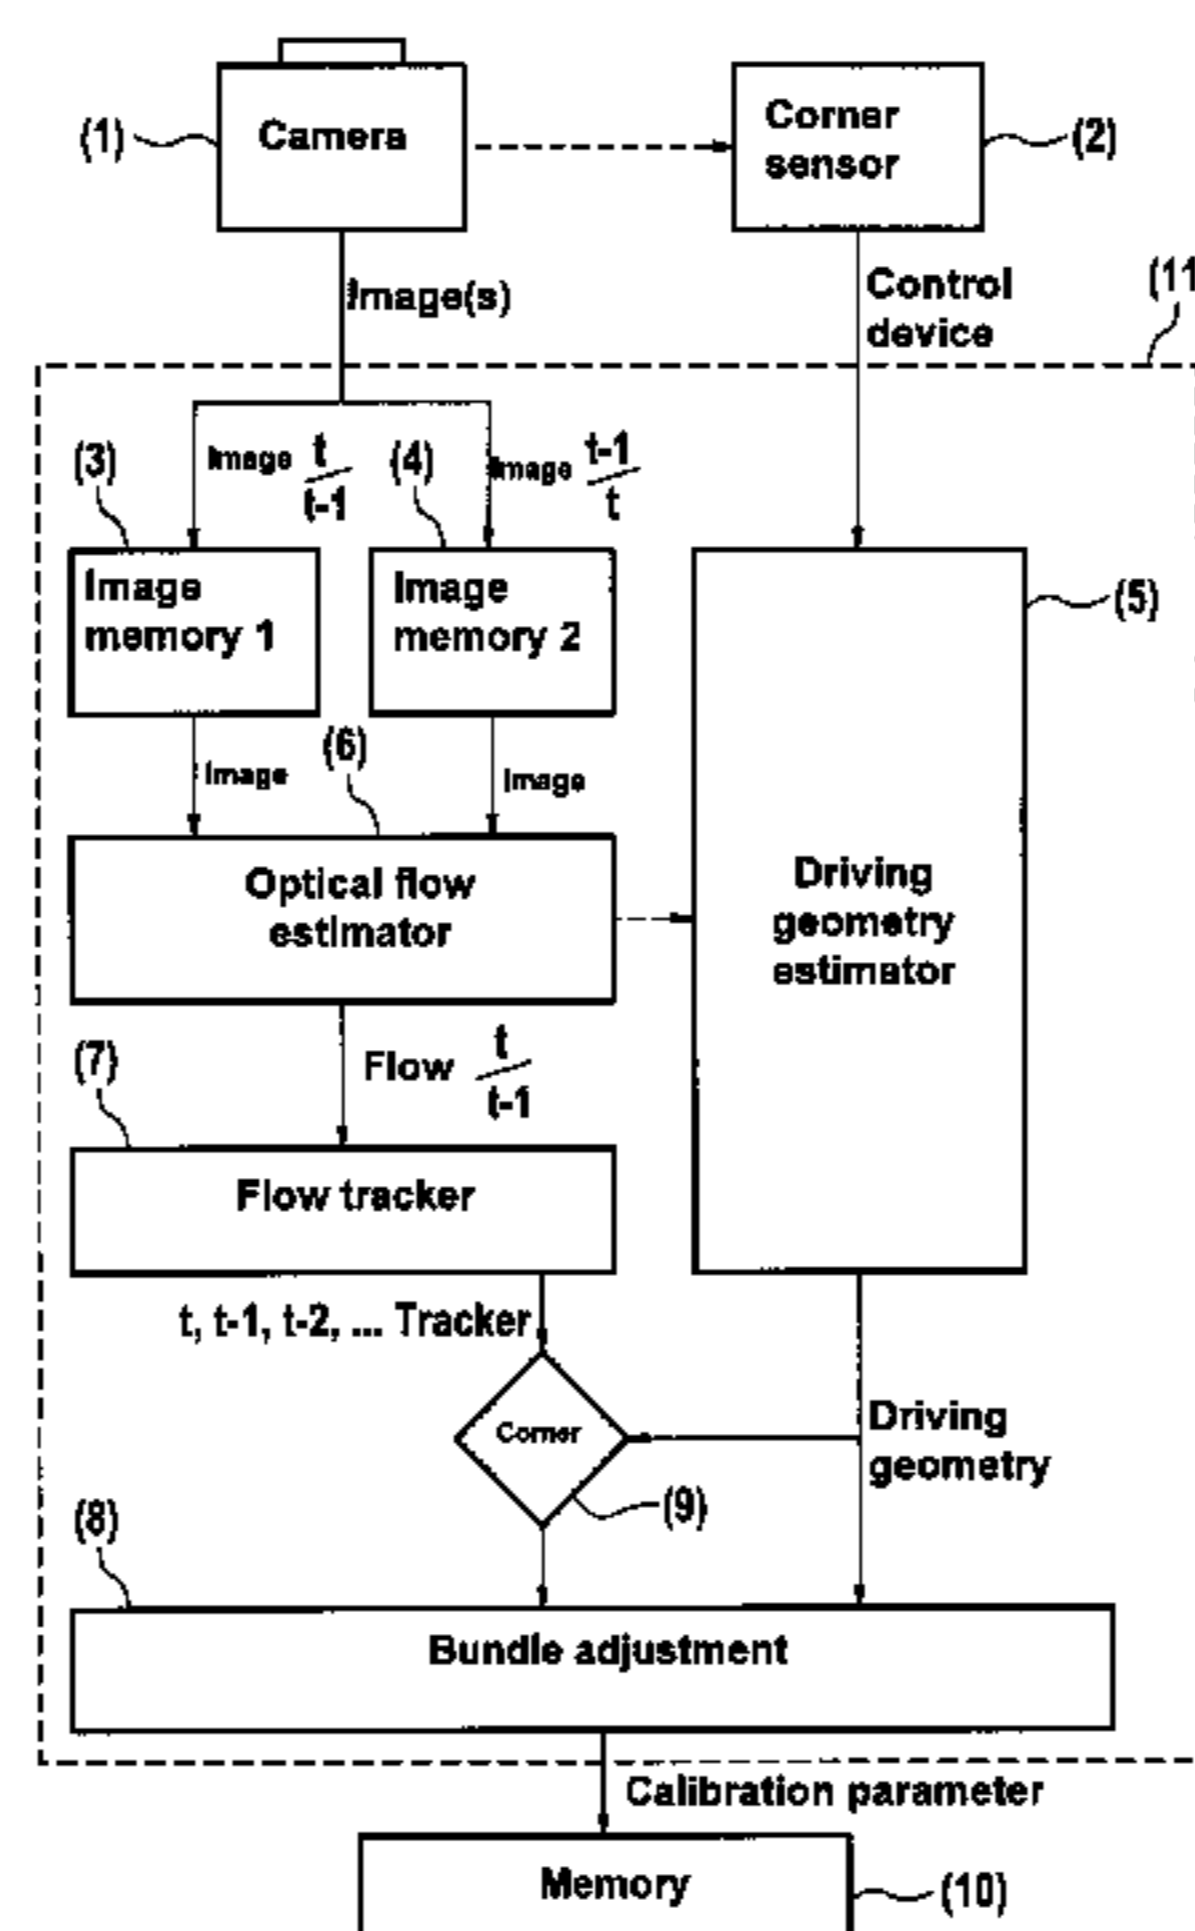 (1)
Camera
Corner
sensor
(2)
Image(s)
Control
device
(11
(3)
Image t/t-1
(4)
Image t-1/t
Image
memory 1
Image
memory 2
(5)
Image
(6)
Image
Optical flow
estimator
Driving
geometry
estimator
(7)
Flow t/t-1
Flow tracker
t, t-1, t-2, ... Tracker
Corner
Driving
geometry
(9)
(8)
Bundle adjustment
Calibration parameter
Memory
(10)